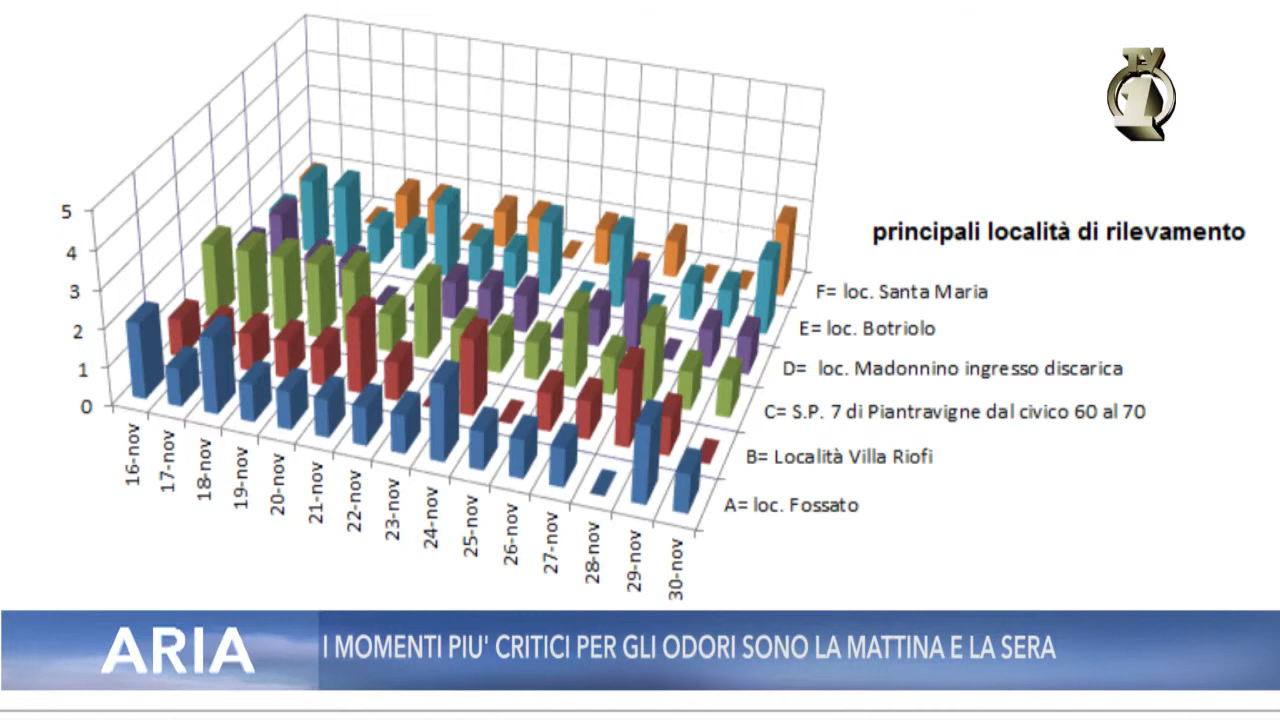 TV
1
5
4
3
2
1
0
16-nov
17-nov
18-nov
19-nov
20-nov
21-nov
22-nov
23-nov
24-nov
25-nov
26-nov
27-nov
28-nov
29-nov
30-nov
principali località di rilevamento
F= loc. Santa Maria
E= loc. Botriolo
D= loc. Madonnino ingresso discarica
C= S.P. 7 di Piantravigne dal civico 60 al 70
B= Località Villa Riofi
A= loc. Fossato
ARIA
I MOMENTI PIU' CRITICI PER GLI ODORI SONO LA MATTINA E LA SERA